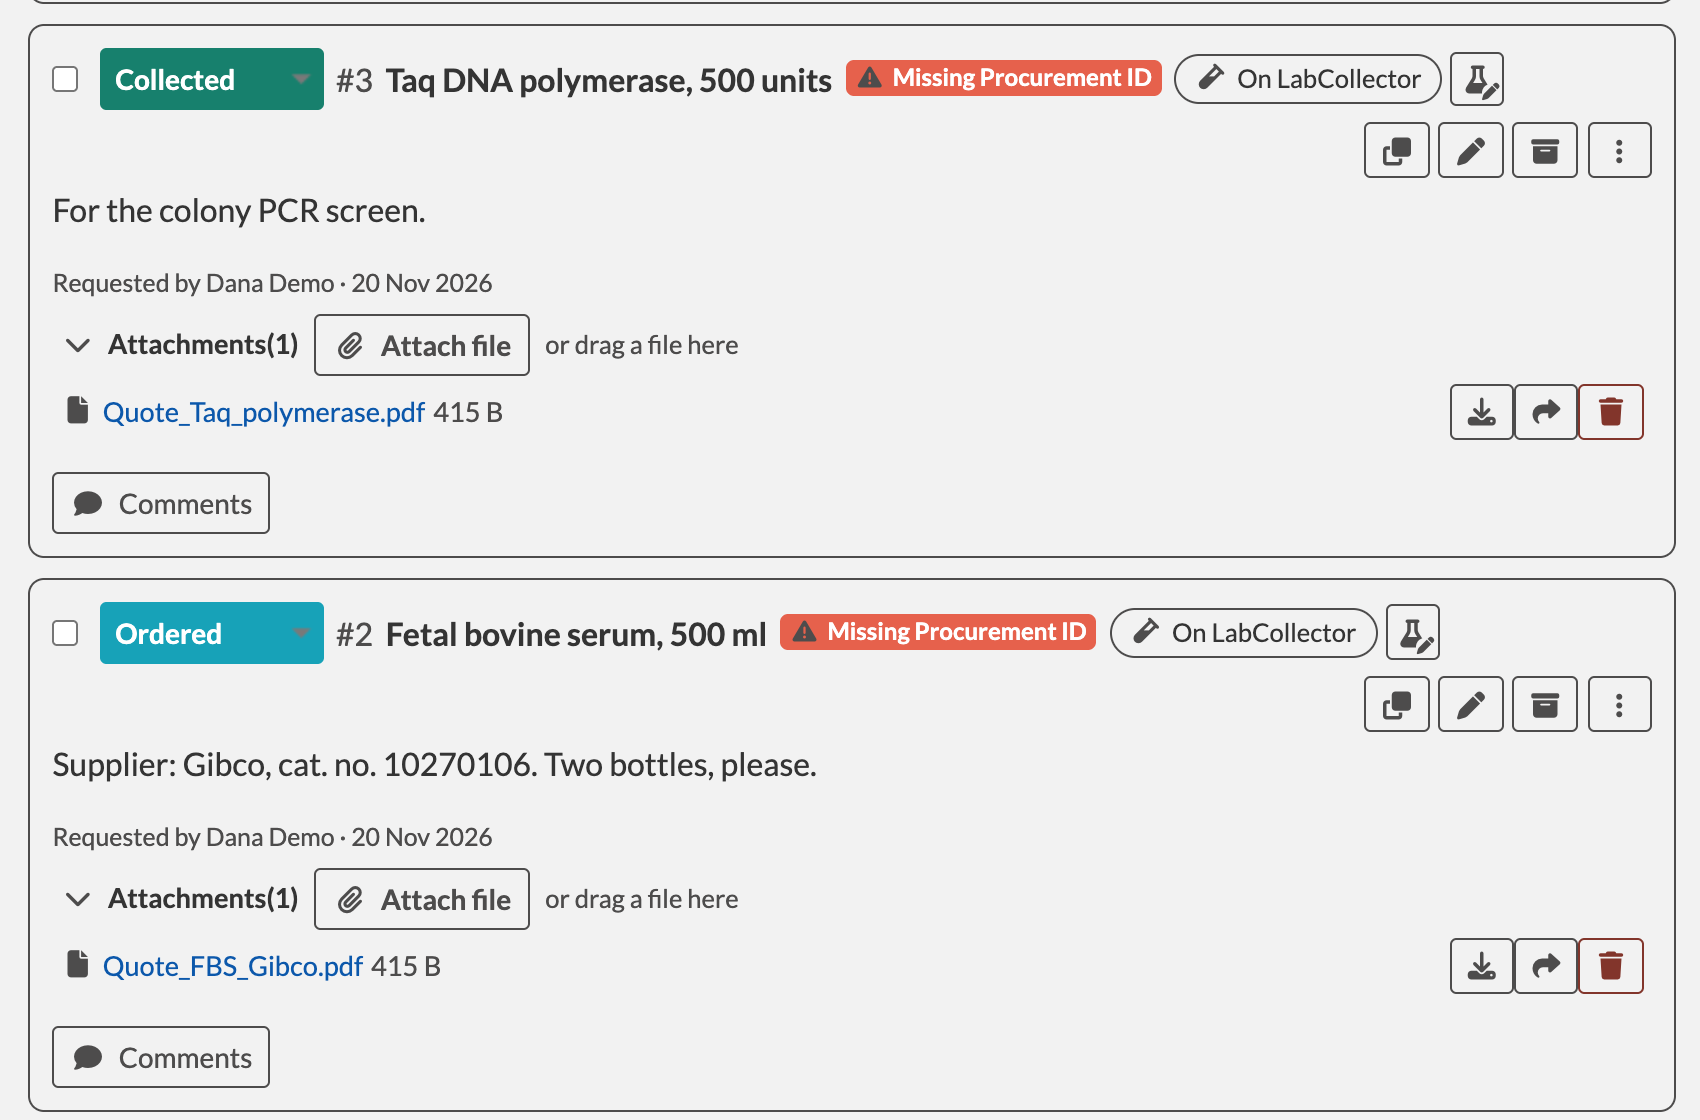 Collected #3 Taq DNA polymerase, 500 units Missing Procurement ID On LabCollector
For the colony PCR screen.
Requested by Dana Demo · 20 Nov 2026
Attachments(1) Attach file or drag a file here
Quote_Taq_polymerase.pdf 415 B
Comments
Ordered #2 Fetal bovine serum, 500 ml Missing Procurement ID On LabCollector
Supplier: Gibco, cat. no. 10270106. Two bottles, please.
Requested by Dana Demo · 20 Nov 2026
Attachments(1) Attach file or drag a file here
Quote_FBS_Gibco.pdf 415 B
Comments